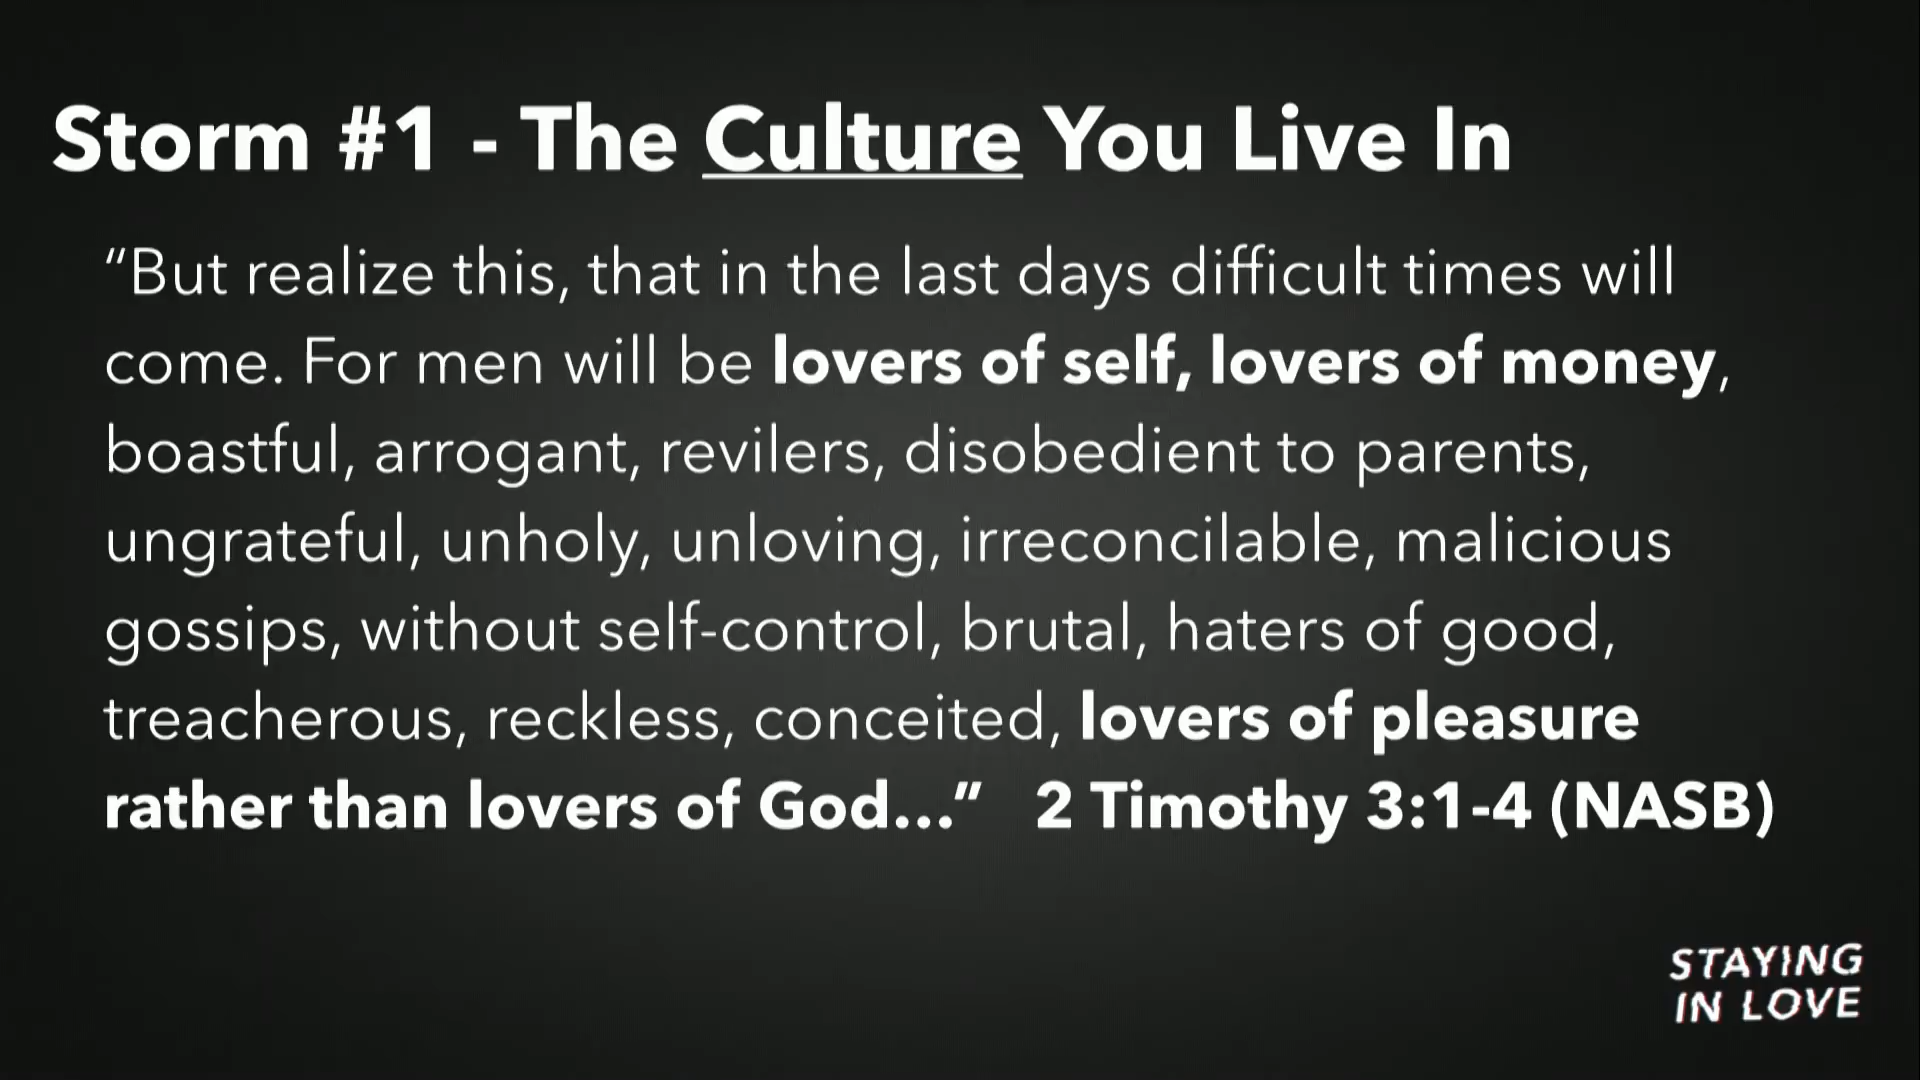 Storm #1 - The Culture You Live In
“But realize this, that in the last days difficult times will
come. For men will be lovers of self, lovers of money,
boastful, arrogant, revilers, disobedient to parents,
ungrateful, unholy, unloving, irreconcilable, malicious
gossips, without self-control, brutal, haters of good,
treacherous, reckless, conceited, lovers of pleasure
rather than lovers of God…” 2 Timothy 3:1-4 (NASB)
STAYING
IN LOVE